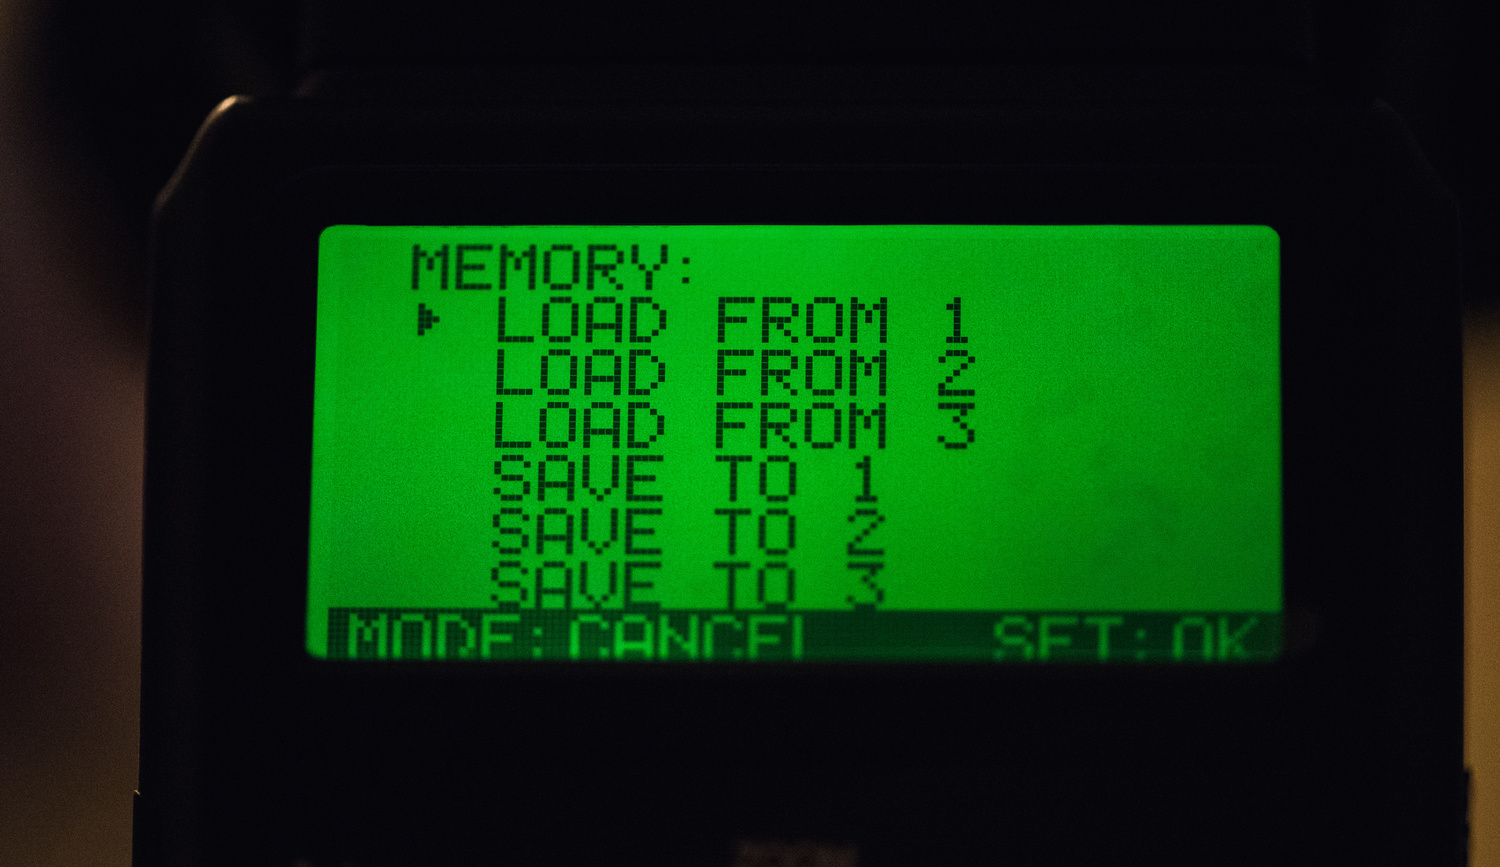 MEMORY:
LOAD FROM 1
LOAD FROM 2
LOAD FROM 3
SAVE TO 1
SAVE TO 2
SAVE TO 3
MODE: CANCEL SET: OK